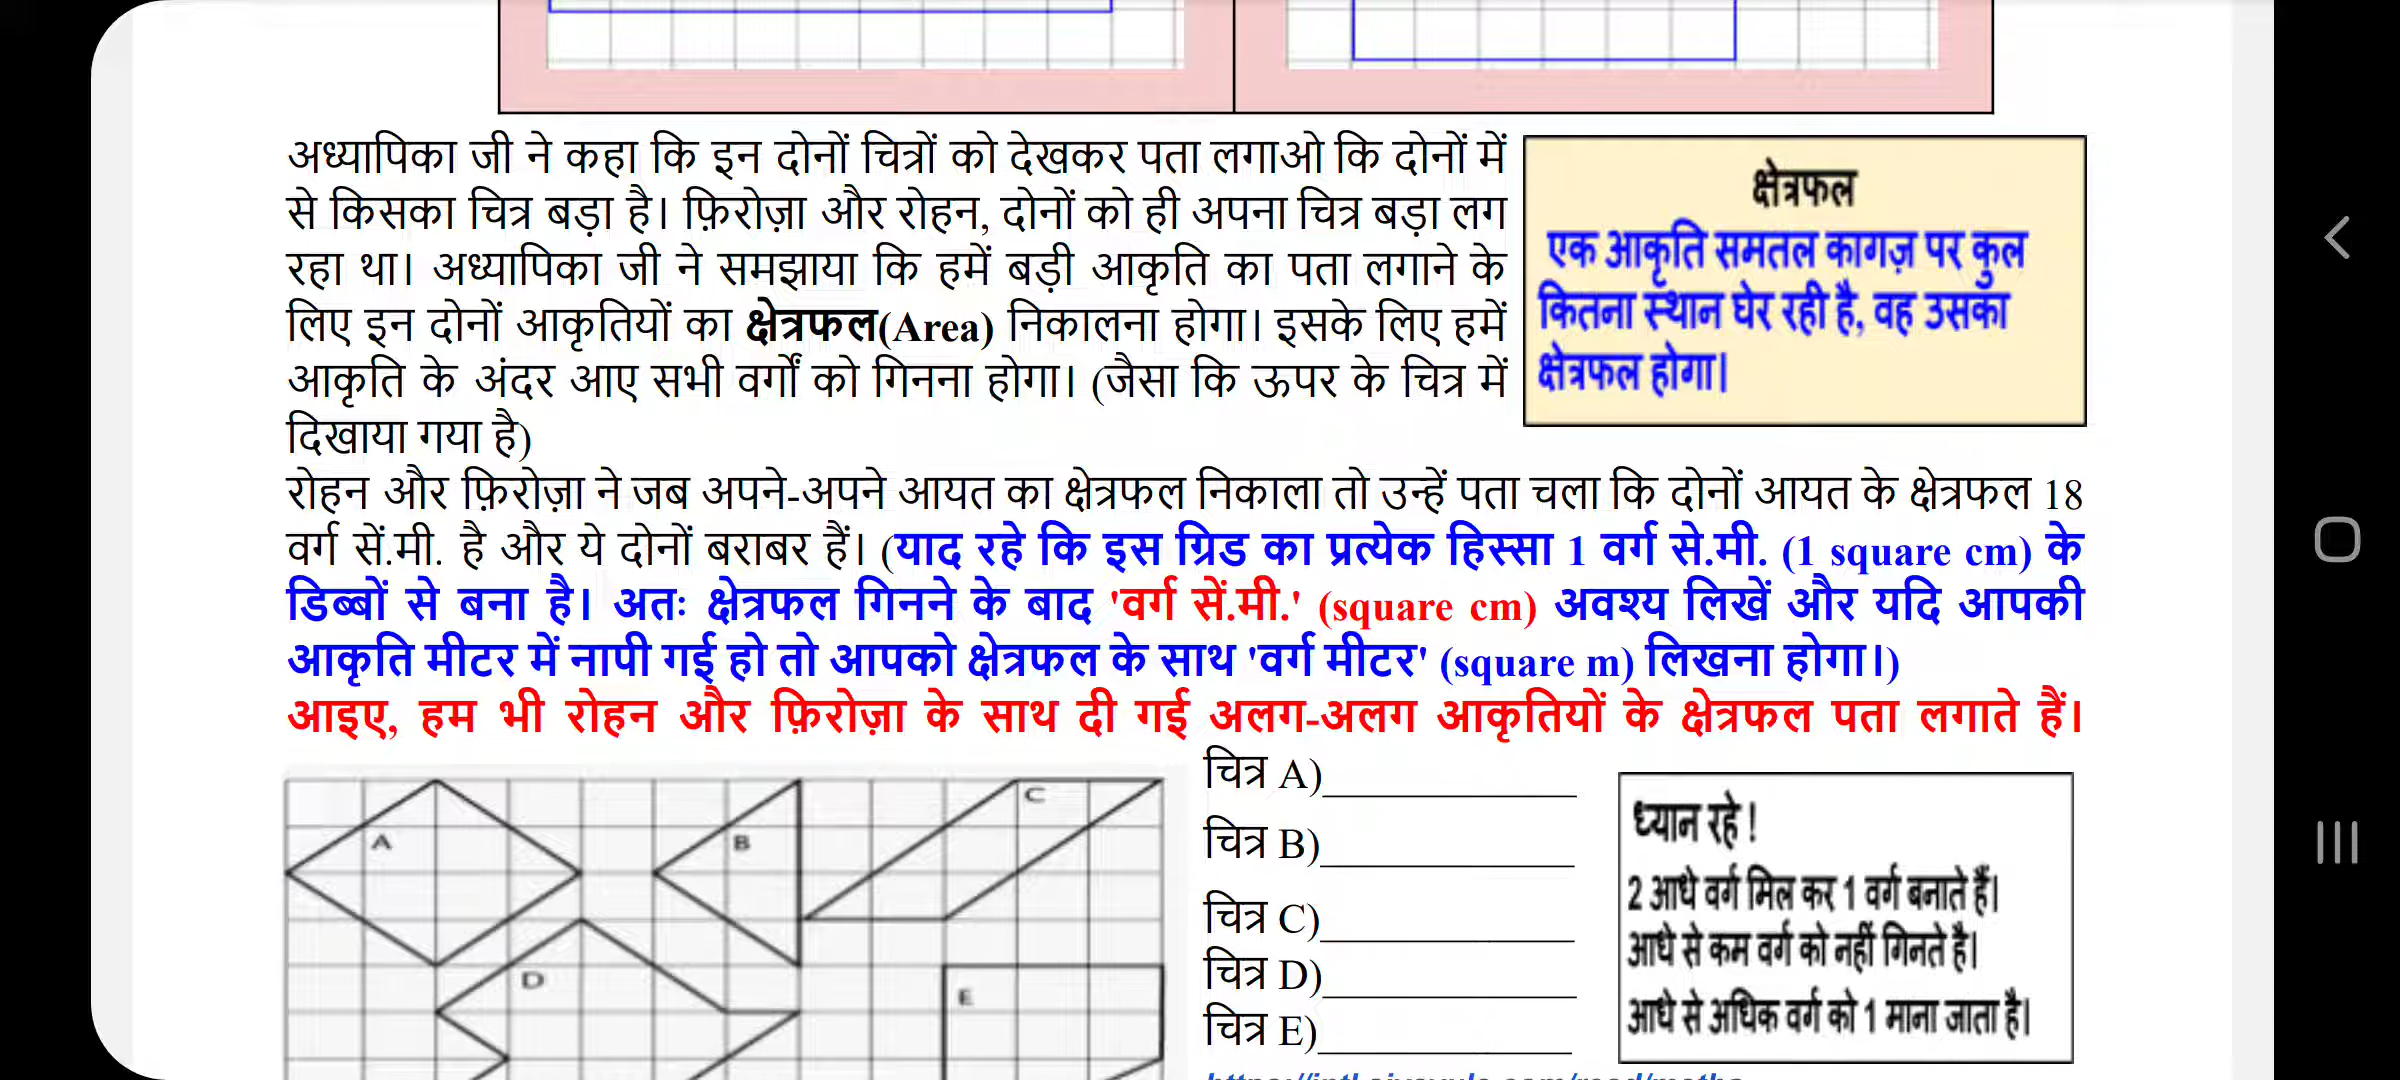 अध्यापिका जी ने कहा कि इन दोनों चित्रों को देखकर पता लगाओ कि दोनों में
से किसका चित्र बड़ा है। फ़िरोज़ा और रोहन, दोनों को ही अपना चित्र बड़ा लग
रहा था। अध्यापिका जी ने समझाया कि हमें बड़ी आकृति का पता लगाने के
लिए इन दोनों आकृतियों का क्षेत्रफल(Area) निकालना होगा। इसके लिए हमें
आकृति के अंदर आए सभी वर्गों को गिनना होगा। (जैसा कि ऊपर के चित्र में
दिखाया गया है)
क्षेत्रफल
एक आकृति समतल कागज़ पर कुल
कितना स्थान घेर रही है, वह उसका
क्षेत्रफल होगा।
रोहन और फ़िरोज़ा ने जब अपने-अपने आयत का क्षेत्रफल निकाला तो उन्हें पता चला कि दोनों आयत के क्षेत्रफल 18
वर्ग सें.मी. है और ये दोनों बराबर हैं। (याद रहे कि इस ग्रिड का प्रत्येक हिस्सा 1 वर्ग से.मी. (1 square cm) के
डिब्बों से बना है। अतः क्षेत्रफल गिनने के बाद 'वर्ग सें.मी.' (square cm) अवश्य लिखें और यदि आपकी
आकृति मीटर में नापी गई हो तो आपको क्षेत्रफल के साथ 'वर्ग मीटर' (square m) लिखना होगा।)
आइए, हम भी रोहन और फ़िरोज़ा के साथ दी गई अलग-अलग आकृतियों के क्षेत्रफल पता लगाते हैं।
A
B
C
D
E
चित्र A)____________
चित्र B)____________
चित्र C)____________
चित्र D)____________
चित्र E)____________
ध्यान रहे !
2 आधे वर्ग मिल कर 1 वर्ग बनाते हैं।
आधे से कम वर्ग को नहीं गिनते है।
आधे से अधिक वर्ग को 1 माना जाता है।